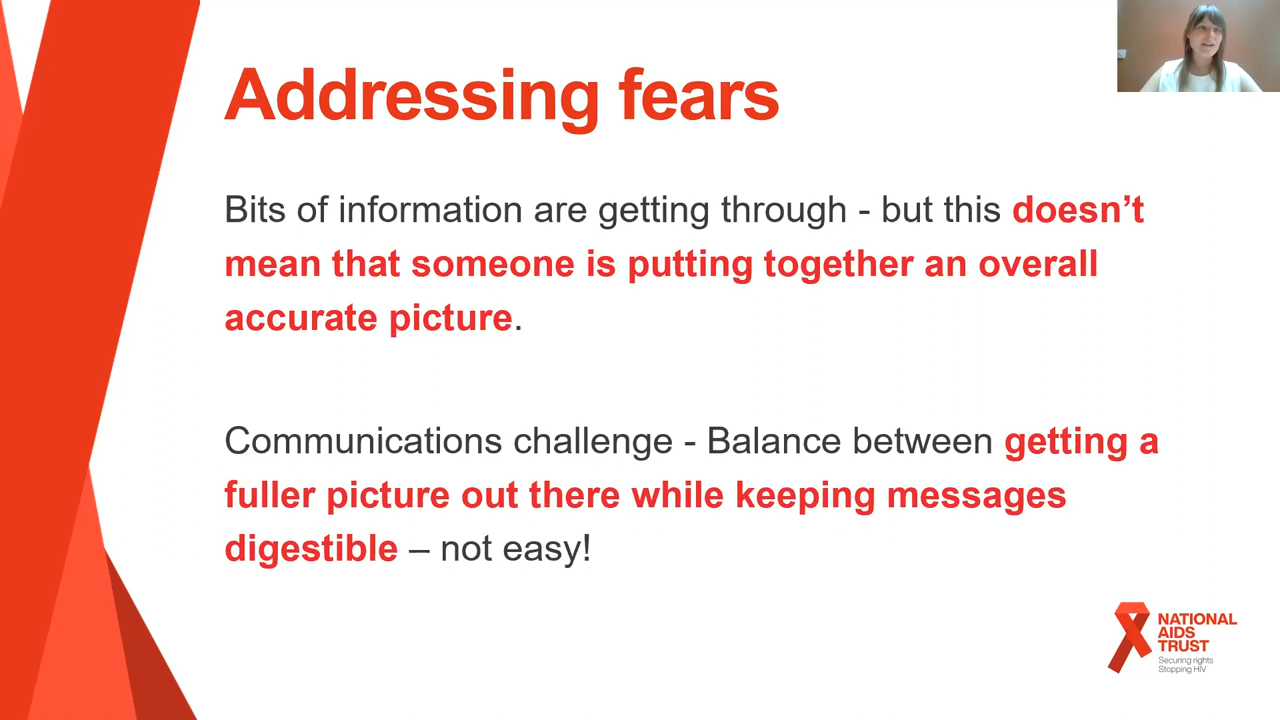 Addressing fears
Bits of information are getting through - but this doesn’t
mean that someone is putting together an overall
accurate picture.
Communications challenge - Balance between getting a
fuller picture out there while keeping messages
digestible – not easy!
NATIONAL
AIDS
TRUST
Securing rights
Stopping HIV